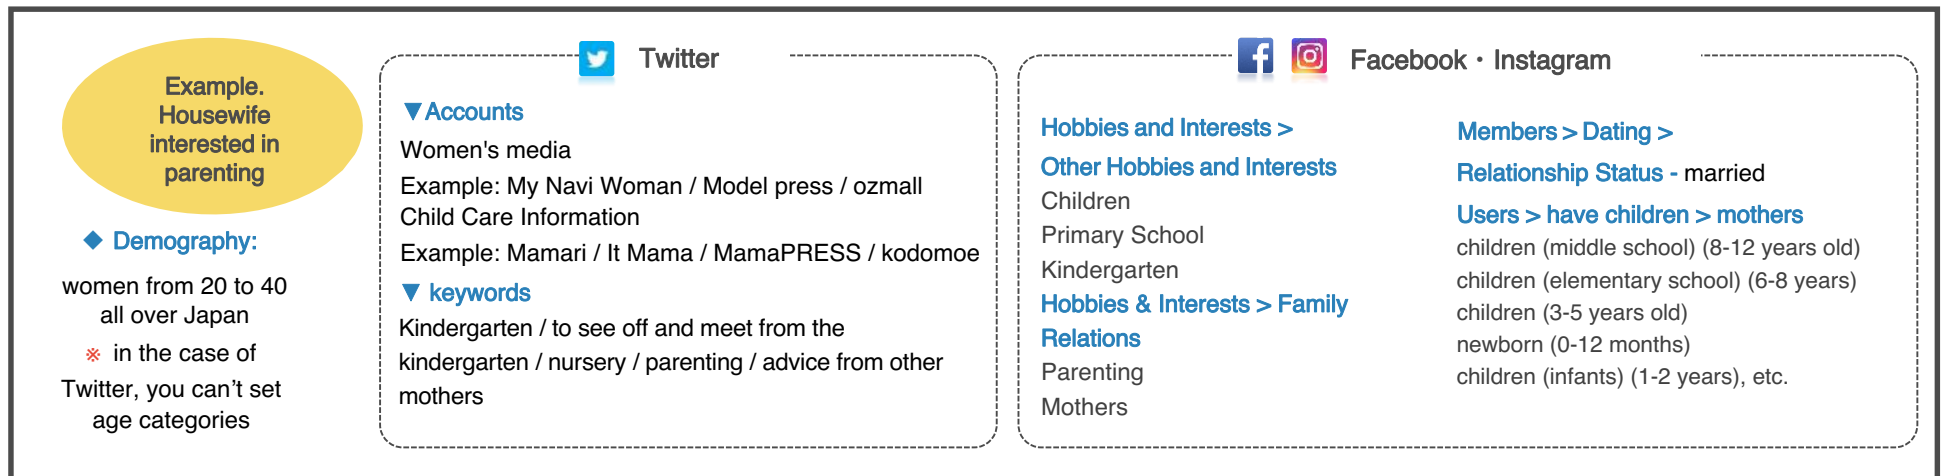 Example.
Housewife
interested in
parenting
◆ Demography:
women from 20 to 40
all over Japan
※ in the case of
Twitter, you can't set
age categories
Twitter
▼Accounts
Women's media
Example: My Navi Woman / Model press / ozmall
Child Care Information
Example: Mamari / It Mama / MamaPRESS / kodomoe
▼ keywords
Kindergarten / to see off and meet from the
kindergarten / nursery / parenting / advice from other
mothers
Facebook・Instagram
Hobbies and Interests >
Other Hobbies and Interests
Children
Primary School
Kindergarten
Hobbies & Interests > Family
Relations
Parenting
Mothers
Members > Dating >
Relationship Status - married
Users > have children > mothers
children (middle school) (8-12 years old)
children (elementary school) (6-8 years)
children (3-5 years old)
newborn (0-12 months)
children (infants) (1-2 years), etc.